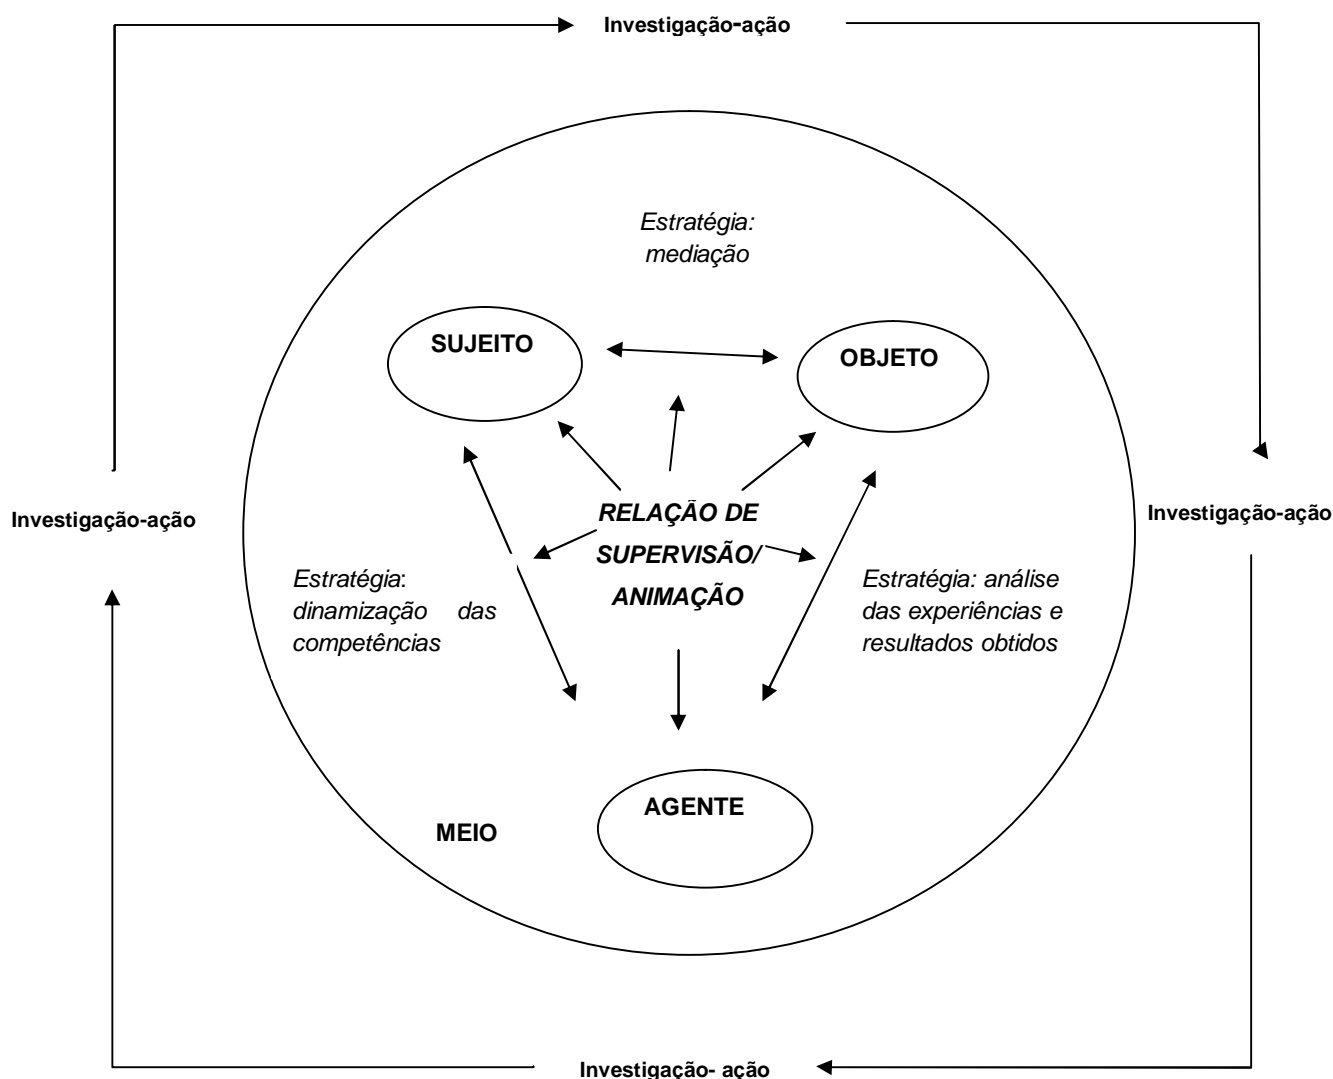 Investigação-ação
Estratégia:
mediação
SUJEITO
OBJETO
RELAÇÃO DE
SUPERVISÃO/
ANIMAÇÃO
Investigação-ação
Investigação-ação
Estratégia:
dinamização das
competências
Estratégia: análise
das experiências e
resultados obtidos
AGENTE
MEIO
Investigação- ação